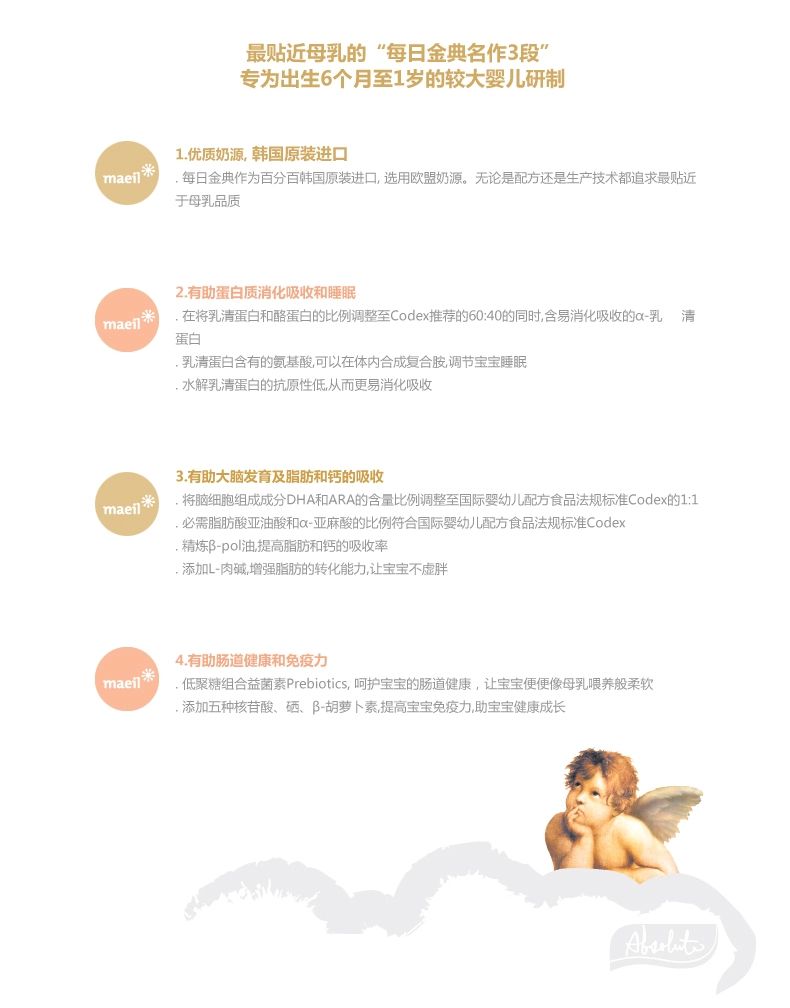 最贴近母乳的“每日金典名作3段”
专为出生6个月至1岁的较大婴儿研制
maeil
1.优质奶源, 韩国原装进口
. 每日金典作为百分百韩国原装进口, 选用欧盟奶源。无论是配方还是生产技术都追求最贴近
于母乳品质
maeil
2.有助蛋白质消化吸收和睡眠
. 在将乳清蛋白和酪蛋白的比例调整至Codex推荐的60:40的同时,含易消化吸收的α-乳 清
蛋白
. 乳清蛋白含有的氨基酸,可以在体内合成复合胺,调节宝宝睡眠
. 水解乳清蛋白的抗原性低,从而更易消化吸收
maeil
3.有助大脑发育及脂肪和钙的吸收
. 将脑细胞组成成分DHA和ARA的含量比例调整至国际婴幼儿配方食品法规标准Codex的1:1
. 必需脂肪酸亚油酸和α-亚麻酸的比例符合国际婴幼儿配方食品法规标准Codex
. 精炼β-pol油,提高脂肪和钙的吸收率
. 添加L-肉碱,增强脂肪的转化能力,让宝宝不虚胖
maeil
4.有助肠道健康和免疫力
. 低聚糖组合益菌素Prebiotics, 呵护宝宝的肠道健康，让宝宝便便像母乳喂养般柔软
. 添加五种核苷酸、硒、β-胡萝卜素,提高宝宝免疫力,助宝宝健康成长
Absolute